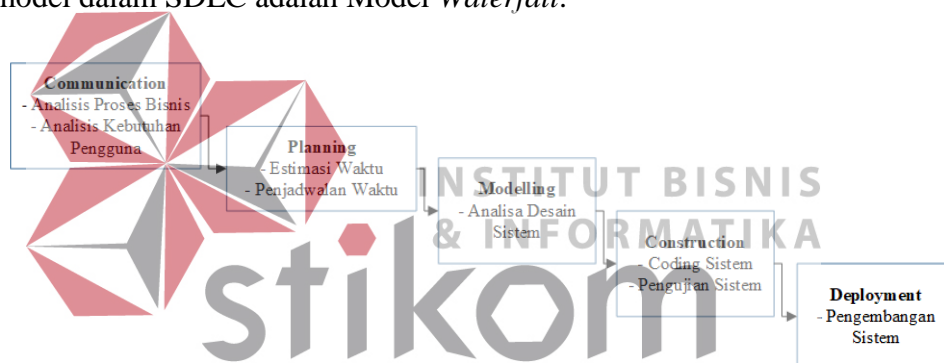 model dalam SDLC adalah Model Waterfall.
Communication
- Analisis Proses Bisnis
- Analisis Kebutuhan
Pengguna
Planning
- Estimasi Waktu
- Penjadwalan Waktu
Modelling
- Analisa Desain
Sistem
Construction
- Coding Sistem
- Pengujian Sistem
Deployment
- Pengembangan
Sistem
INSTITUT BISNIS
& INFORMATIKA
stikom